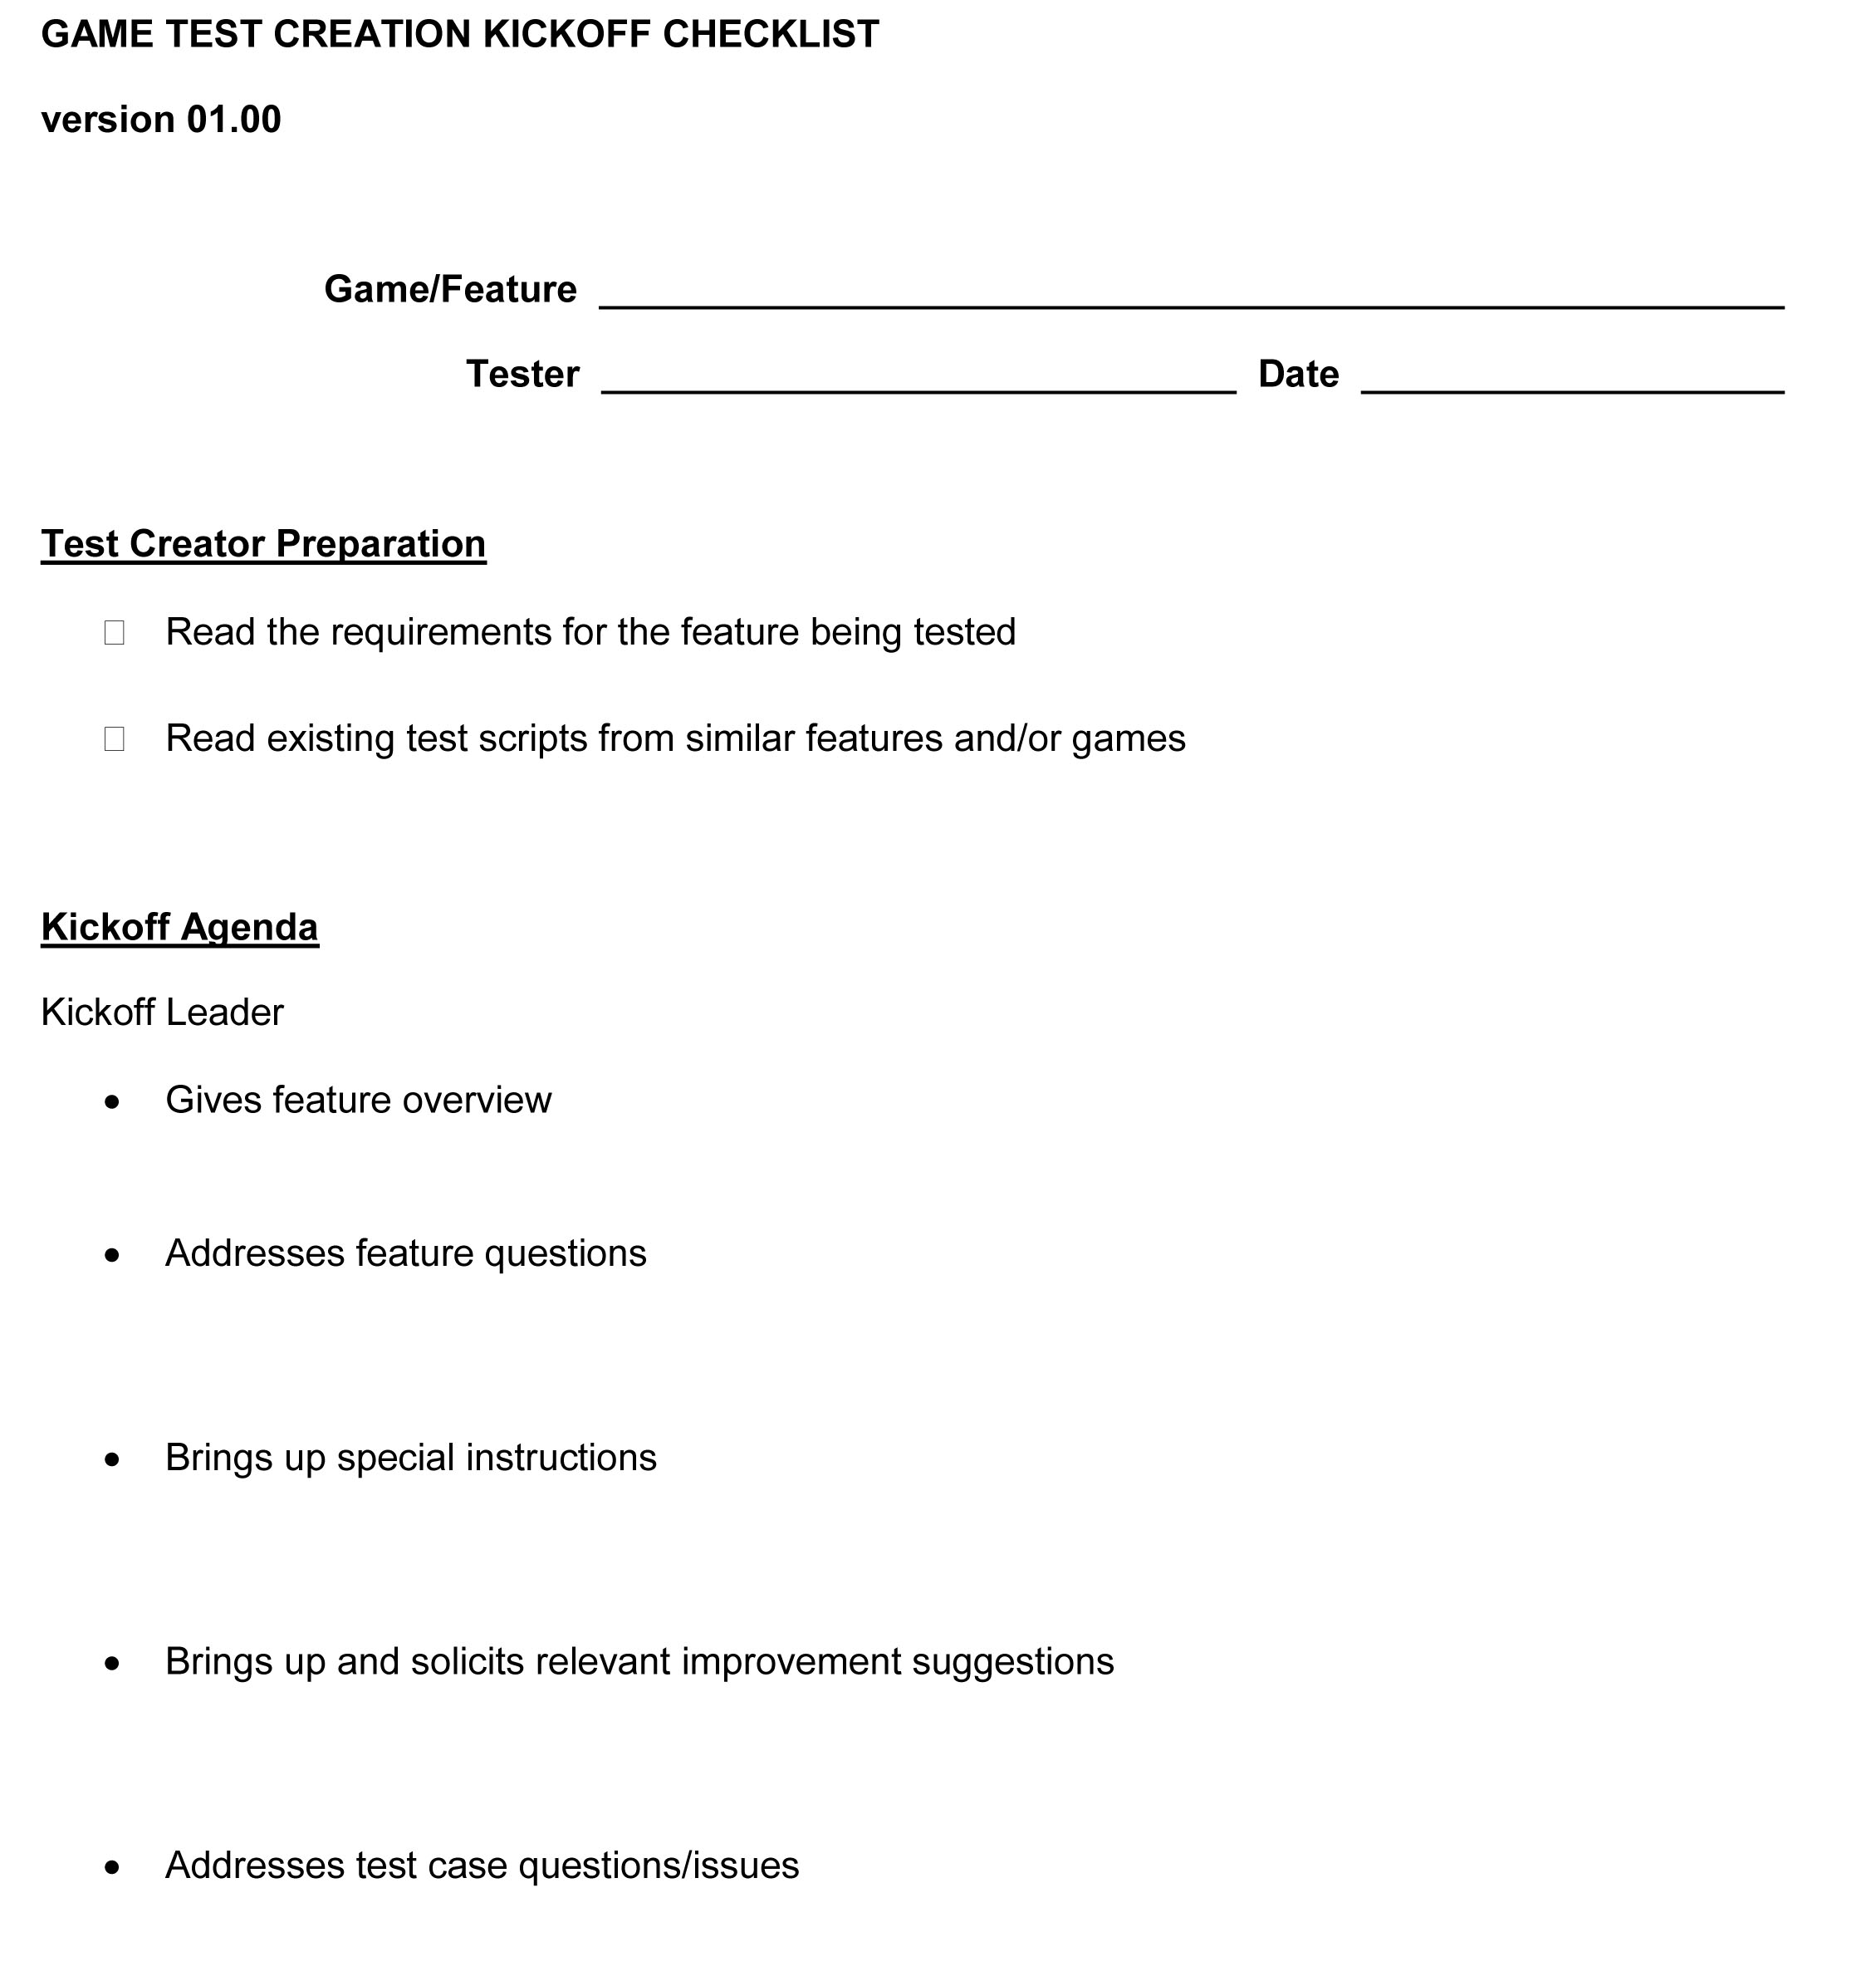 GAME TEST CREATION KICKOFF CHECKLIST
version 01.00
Game/Feature
Tester Date
Test Creator Preparation
Read the requirements for the feature being tested
Read existing test scripts from similar features and/or games
Kickoff Agenda
Kickoff Leader
• Gives feature overview
• Addresses feature questions
• Brings up special instructions
• Brings up and solicits relevant improvement suggestions
• Addresses test case questions/issues